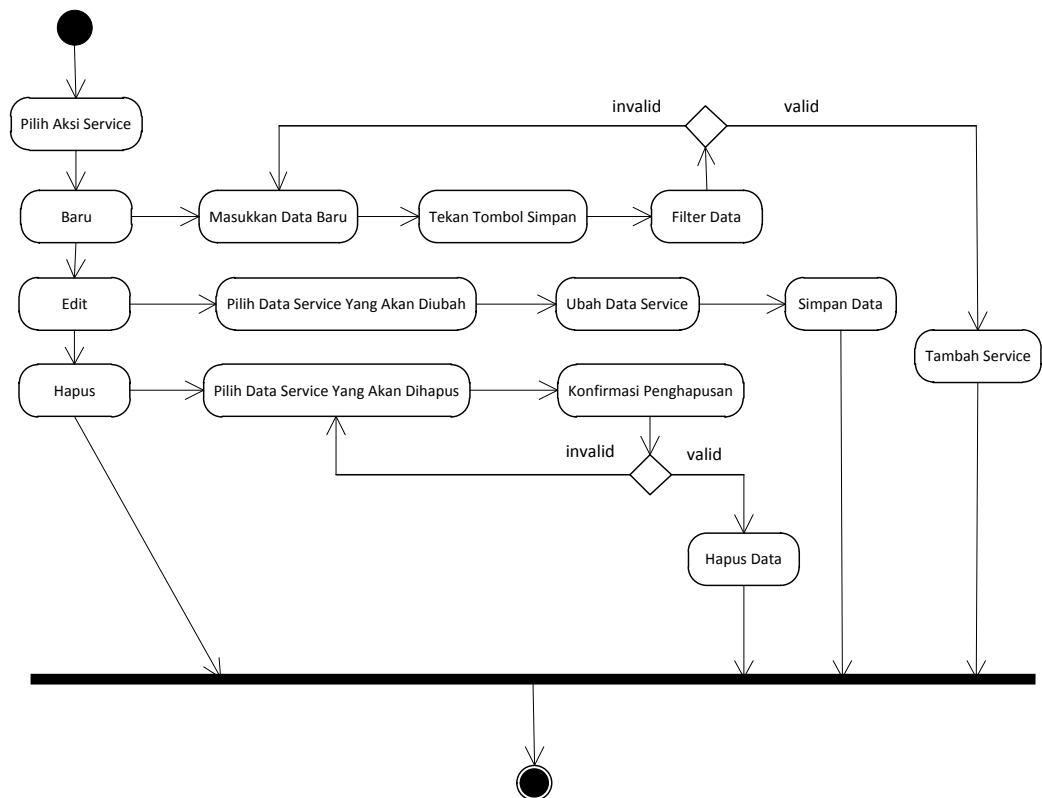 Pilih Aksi Service
invalid
valid
Baru
Masukkan Data Baru
Tekan Tombol Simpan
Filter Data
Edit
Pilih Data Service Yang Akan Diubah
Ubah Data Service
Simpan Data
Tambah Service
Hapus
Pilih Data Service Yang Akan Dihapus
Konfirmasi Penghapusan
invalid
valid
Hapus Data